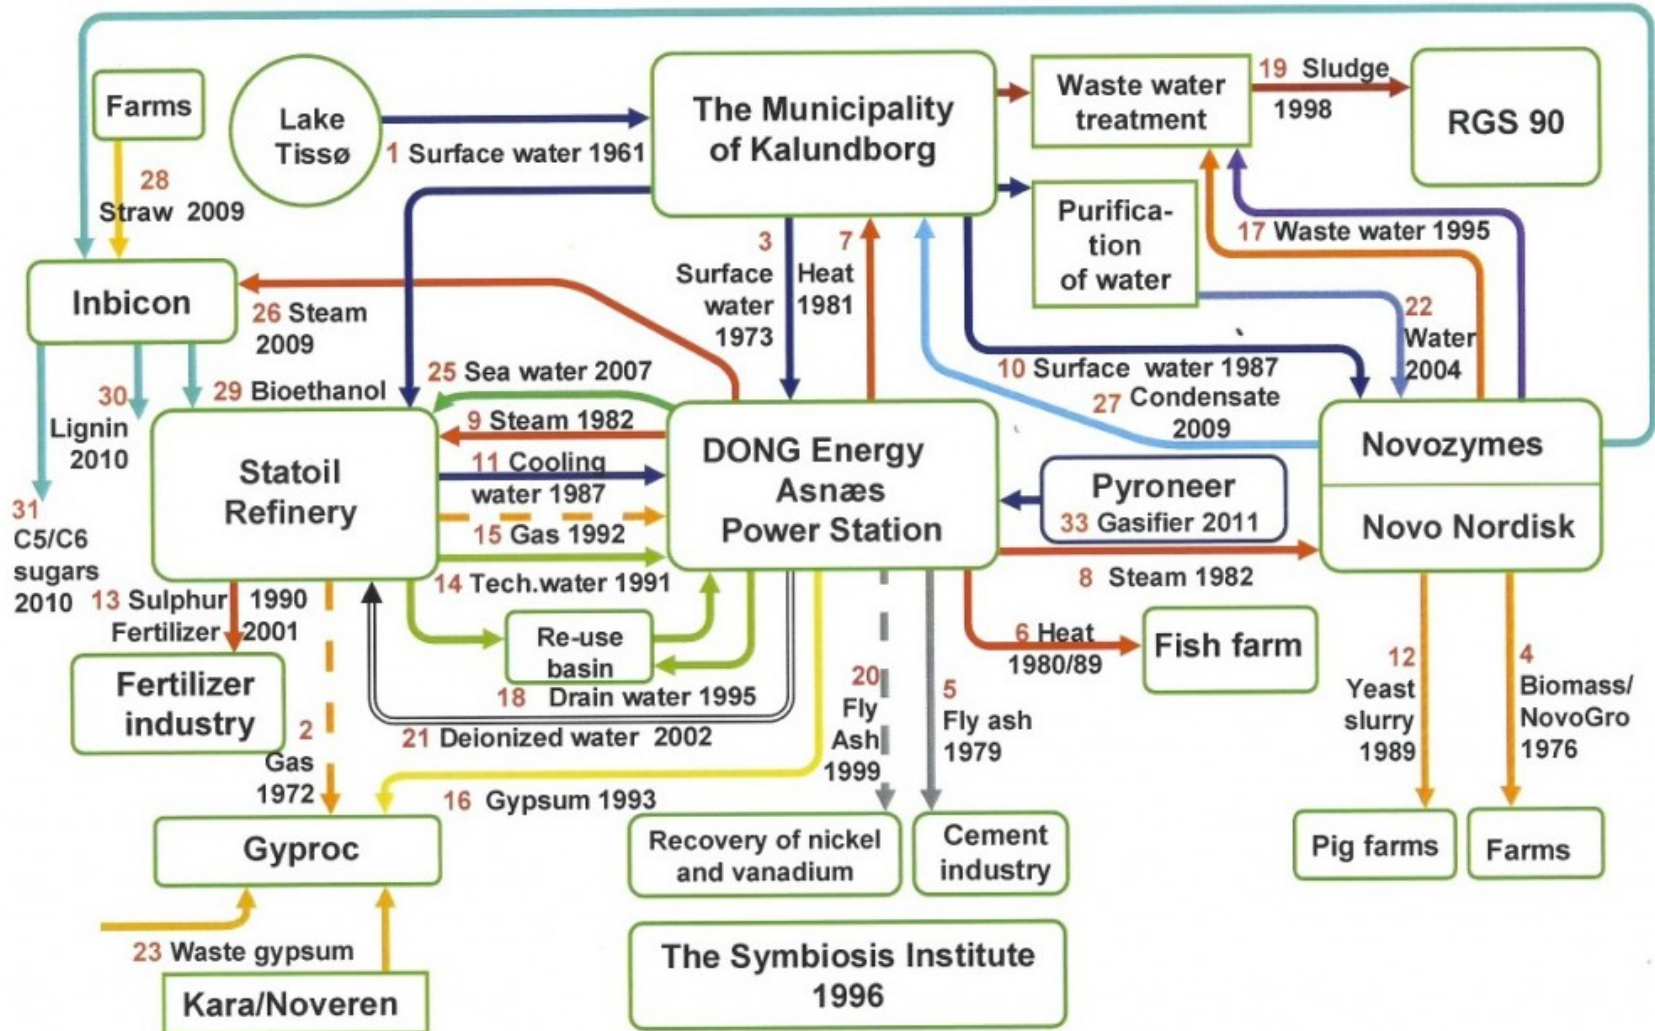 Farms
Lake
Tissø
The Municipality
of Kalundborg
Waste water
treatment
19 Sludge
1998
RGS 90
1 Surface water 1961
28
Straw 2009
Purifica-
tion
of water
17 Waste water 1995
3
Surface
water
1973
7
Heat
1981
Inbicon
26 Steam
2009
22
Water
2004
10 Surface water 1987
27 Condensate
2009
25 Sea water 2007
29 Bioethanol
30
Lignin
2010
9 Steam 1982
11 Cooling
water 1987
15 Gas 1992
14 Tech.water 1991
Statoil
Refinery
DONG Energy
Asnæs
Power Station
Pyroneer
33 Gasifier 2011
Novozymes
Novo Nordisk
8 Steam 1982
31
C5/C6
sugars
2010
13 Sulphur 1990
Fertilizer 2001
Re-use
basin
6 Heat
1980/89
Fish farm
Fertilizer
industry
18 Drain water 1995
21 Deionized water 2002
2
Gas
1972
20
Fly
Ash
1999
5
Fly ash
1979
12
Yeast
slurry
1989
4
Biomass/
NovoGro
1976
16 Gypsum 1993
Gyproc
Recovery of nickel
and vanadium
Cement
industry
Pig farms
Farms
23 Waste gypsum
Kara/Noveren
The Symbiosis Institute
1996